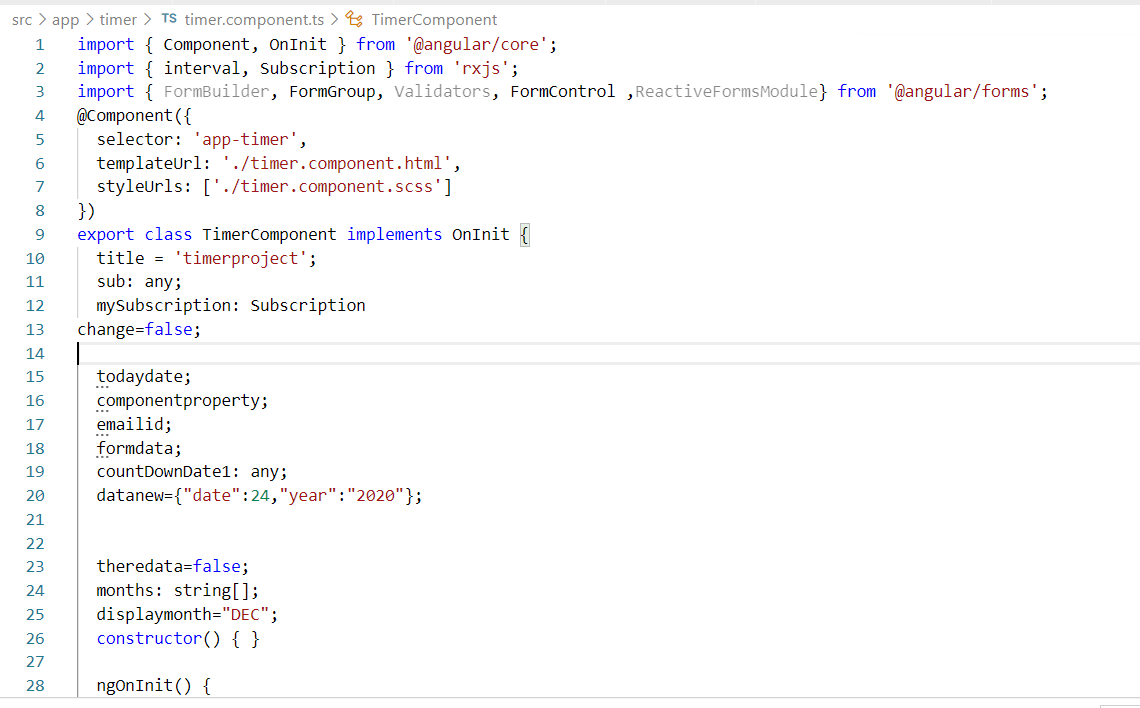 src > app > timer > TS timer.component.ts > TimerComponent
1 import { Component, OnInit } from '@angular/core';
2 import { interval, Subscription } from 'rxjs';
3 import { FormBuilder, FormGroup, Validators, FormControl ,ReactiveFormsModule} from '@angular/forms';
4 @Component({
5   selector: 'app-timer',
6   templateUrl: './timer.component.html',
7   styleUrls: ['./timer.component.scss']
8 })
9 export class TimerComponent implements OnInit {
10   title = 'timerproject';
11   sub: any;
12   mySubscription: Subscription
13 change=false;
14
15   todaydate;
16   componentproperty;
17   emailid;
18   formdata;
19   countDownDate1: any;
20   datanew={"date":24,"year":"2020"};
21
22
23   theredata=false;
24   months: string[];
25   displaymonth="DEC";
26   constructor() { }
27
28   ngOnInit() {